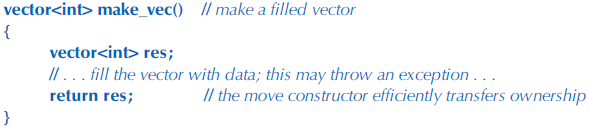 vector<int> make_vec() // make a filled vector
{
vector<int> res;
// . . . fill the vector with data; this may throw an exception . . .
return res; // the move constructor efficiently transfers ownership
}